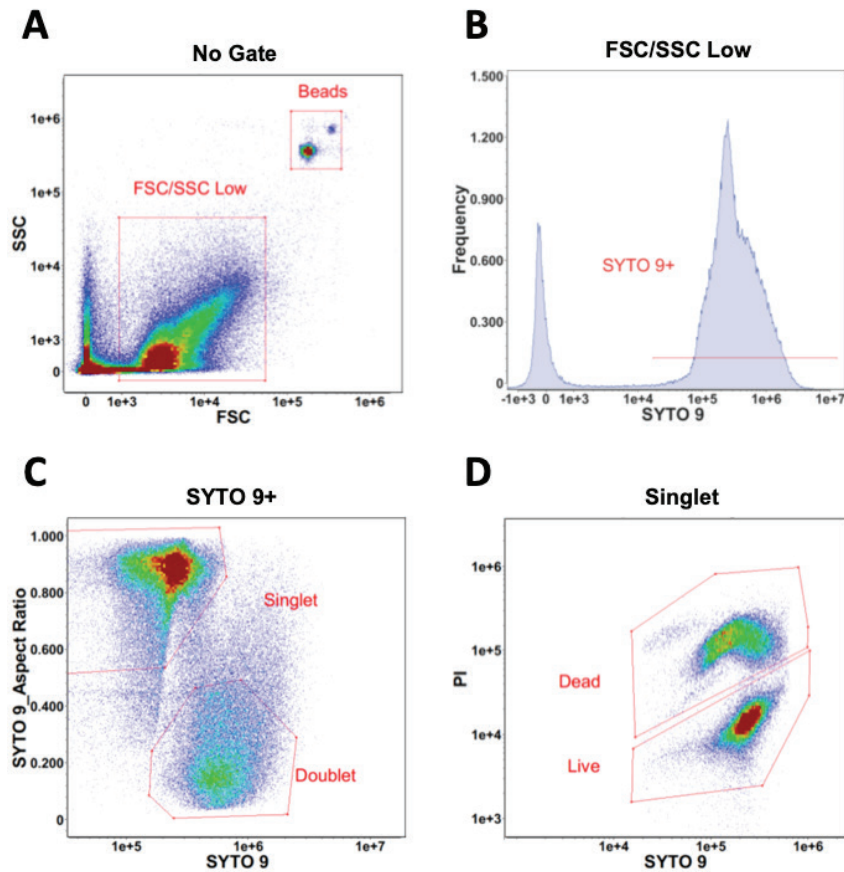 A
No Gate
Beads
FSC/SSC Low
SSC
1e+6
1e+5
1e+4
1e+3
0
0 1e+3 1e+4 1e+5 1e+6
FSC
B
FSC/SSC Low
Frequency
1.500
1.200
0.900
0.600
0.300
0
SYTO 9+
-1e+3 0 1e+3 1e+4 1e+5 1e+6 1e+7
SYTO 9
C
SYTO 9+
SYTO 9_Aspect Ratio
1.000
0.800
0.600
0.400
0.200
0
Singlet
Doublet
1e+5 1e+6 1e+7
SYTO 9
D
Singlet
PI
1e+6
1e+5
1e+4
1e+3
Dead
Live
1e+4 1e+5 1e+6
SYTO 9